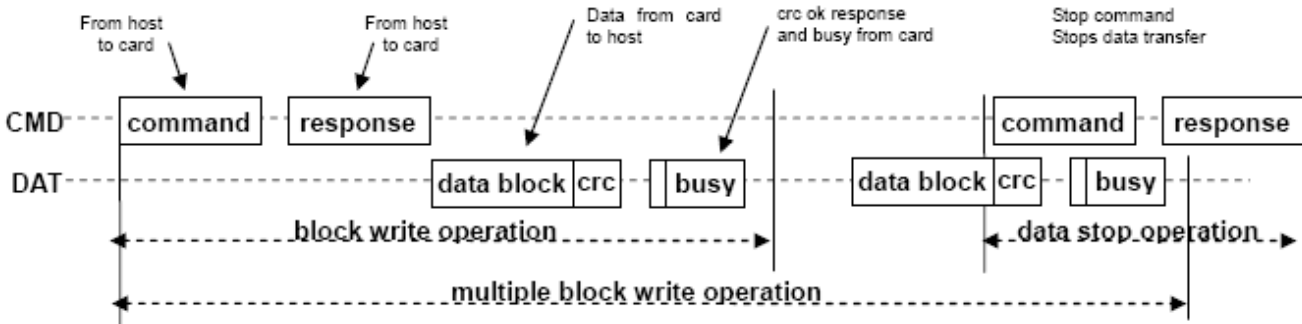 From host
to card
From host
to card
Data from card
to host
crc ok response
and busy from card
Stop command
Stops data transfer
CMD command response command response
DAT data block crc busy data block crc busy
block write operation data stop operation
multiple block write operation